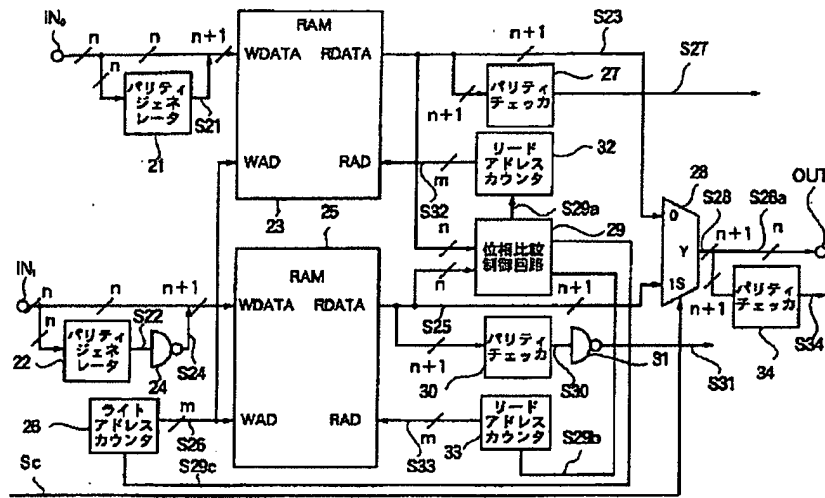 IN₀
n
n
n
n+1
パリティ
ジェネ
レータ
S21
21
RAM
WDATA
RDATA
WAD
RAD
23
n+1
S23
n+1
パリティ
チェッカ
27
S27
リード
アドレス
カウンタ
32
m
S32
S29a
n
n
位相比較
制御回路
29
28
0
Y
1S
S28
S28a
OUT
n+1
n
n+1
パリティ
チェッカ
34
S34
25
IN₁
n
n
n
n+1
パリティ
ジェネ
レータ
22
S22
24
S24
RAM
WDATA
RDATA
WAD
RAD
S25
n+1
n+1
パリティ
チェッカ
30
S30
S1
S31
ライト
アドレス
カウンタ
26
m
S26
S29c
m
S33
リード
アドレス
カウンタ
33
S29b
Sc